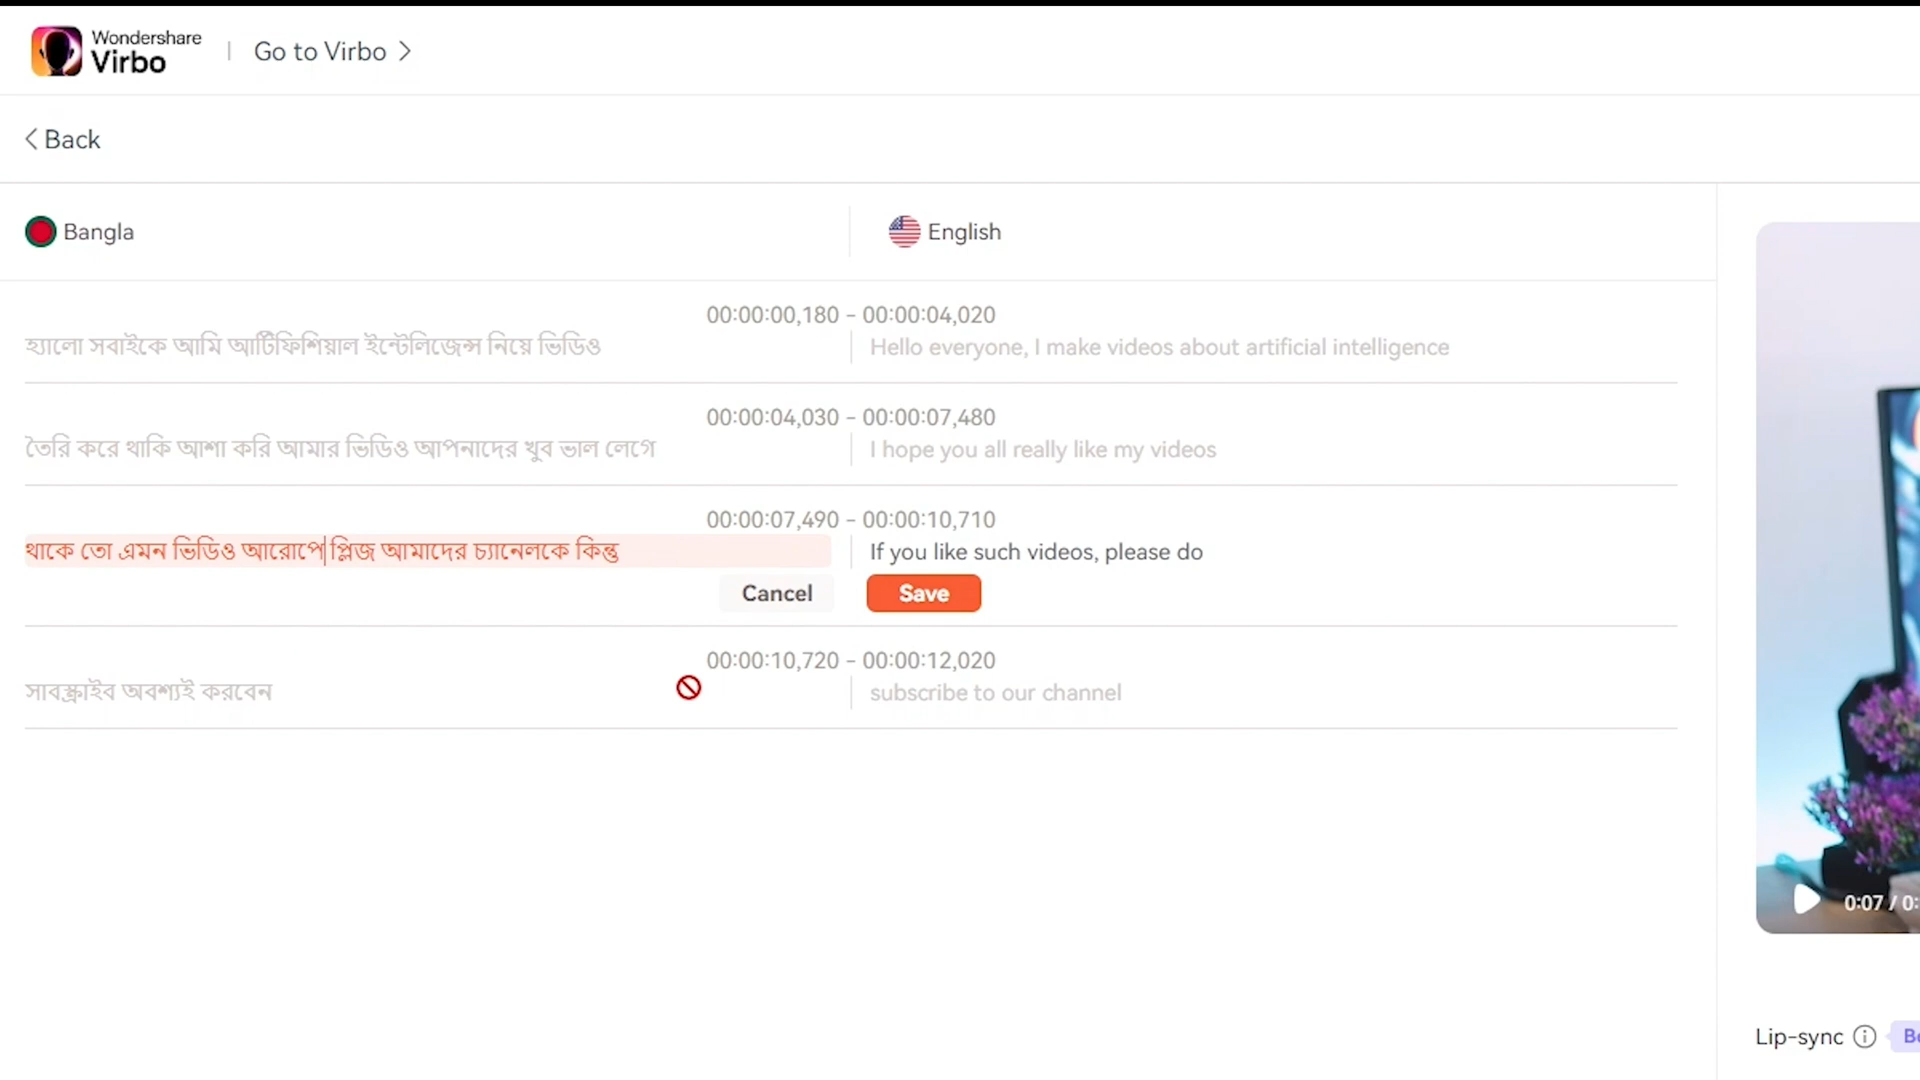 Wondershare
Virbo
Go to Virbo
Back
Bangla
English
00:00:00,180 - 00:00:04,020
হ্যালো সবাইকে আমি আর্টিফিশিয়াল ইন্টেলিজেন্স নিয়ে ভিডিও
Hello everyone, I make videos about artificial intelligence
00:00:04,030 - 00:00:07,480
তৈরি করে থাকি আশা করি আমার ভিডিও আপনাদের খুব ভাল লেগে
I hope you all really like my videos
00:00:07,490 - 00:00:10,710
থাকে তো এমন ভিডিও আরোপে প্লিজ আমাদের চ্যানেলকে কিন্তু
If you like such videos, please do
Cancel
Save
00:00:10,720 - 00:00:12,020
সাবস্ক্রাইব অবশ্যই করবেন
subscribe to our channel
0:07 / 0:
Lip-sync